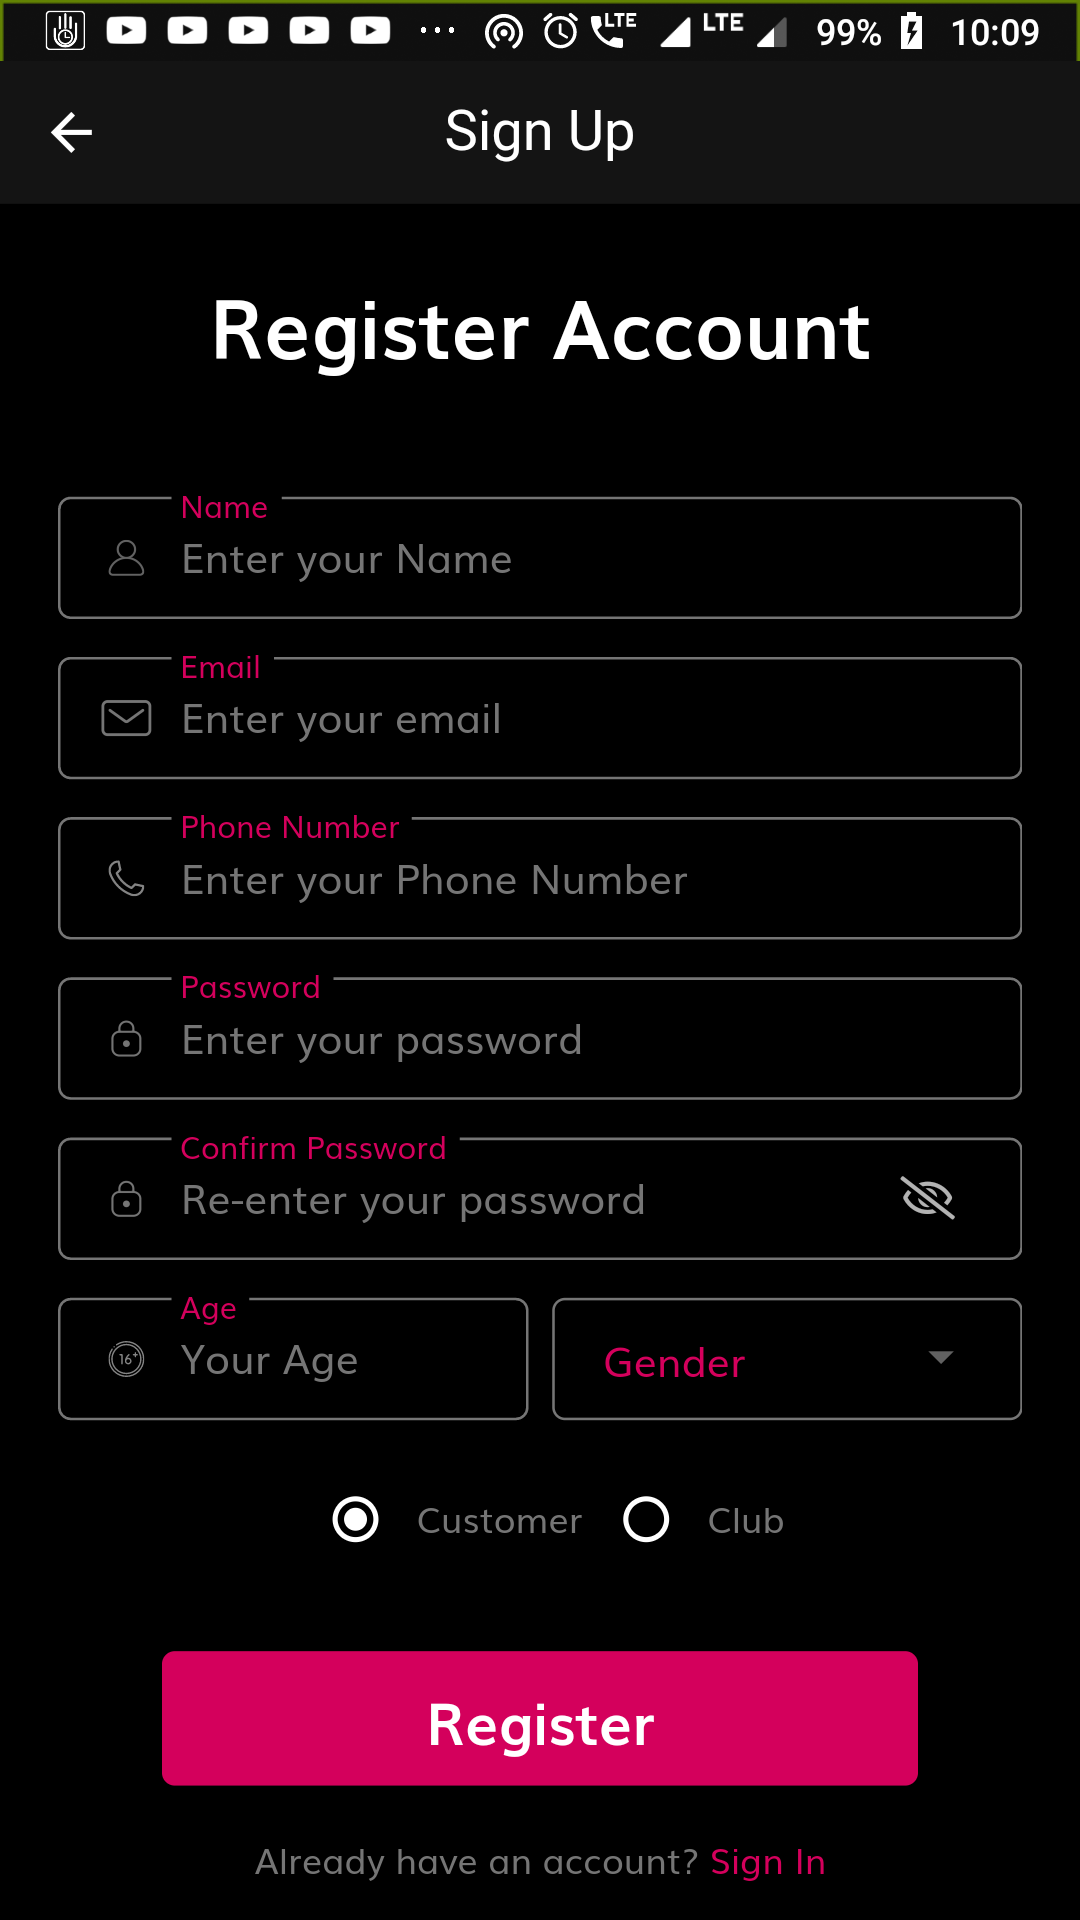 LTE LTE 99% 10:09
Sign Up
Register Account
Name
Enter your Name
Email
Enter your email
Phone Number
Enter your Phone Number
Password
Enter your password
Confirm Password
Re-enter your password
Age
16+ Your Age
Gender
Customer Club
Register
Already have an account? Sign In